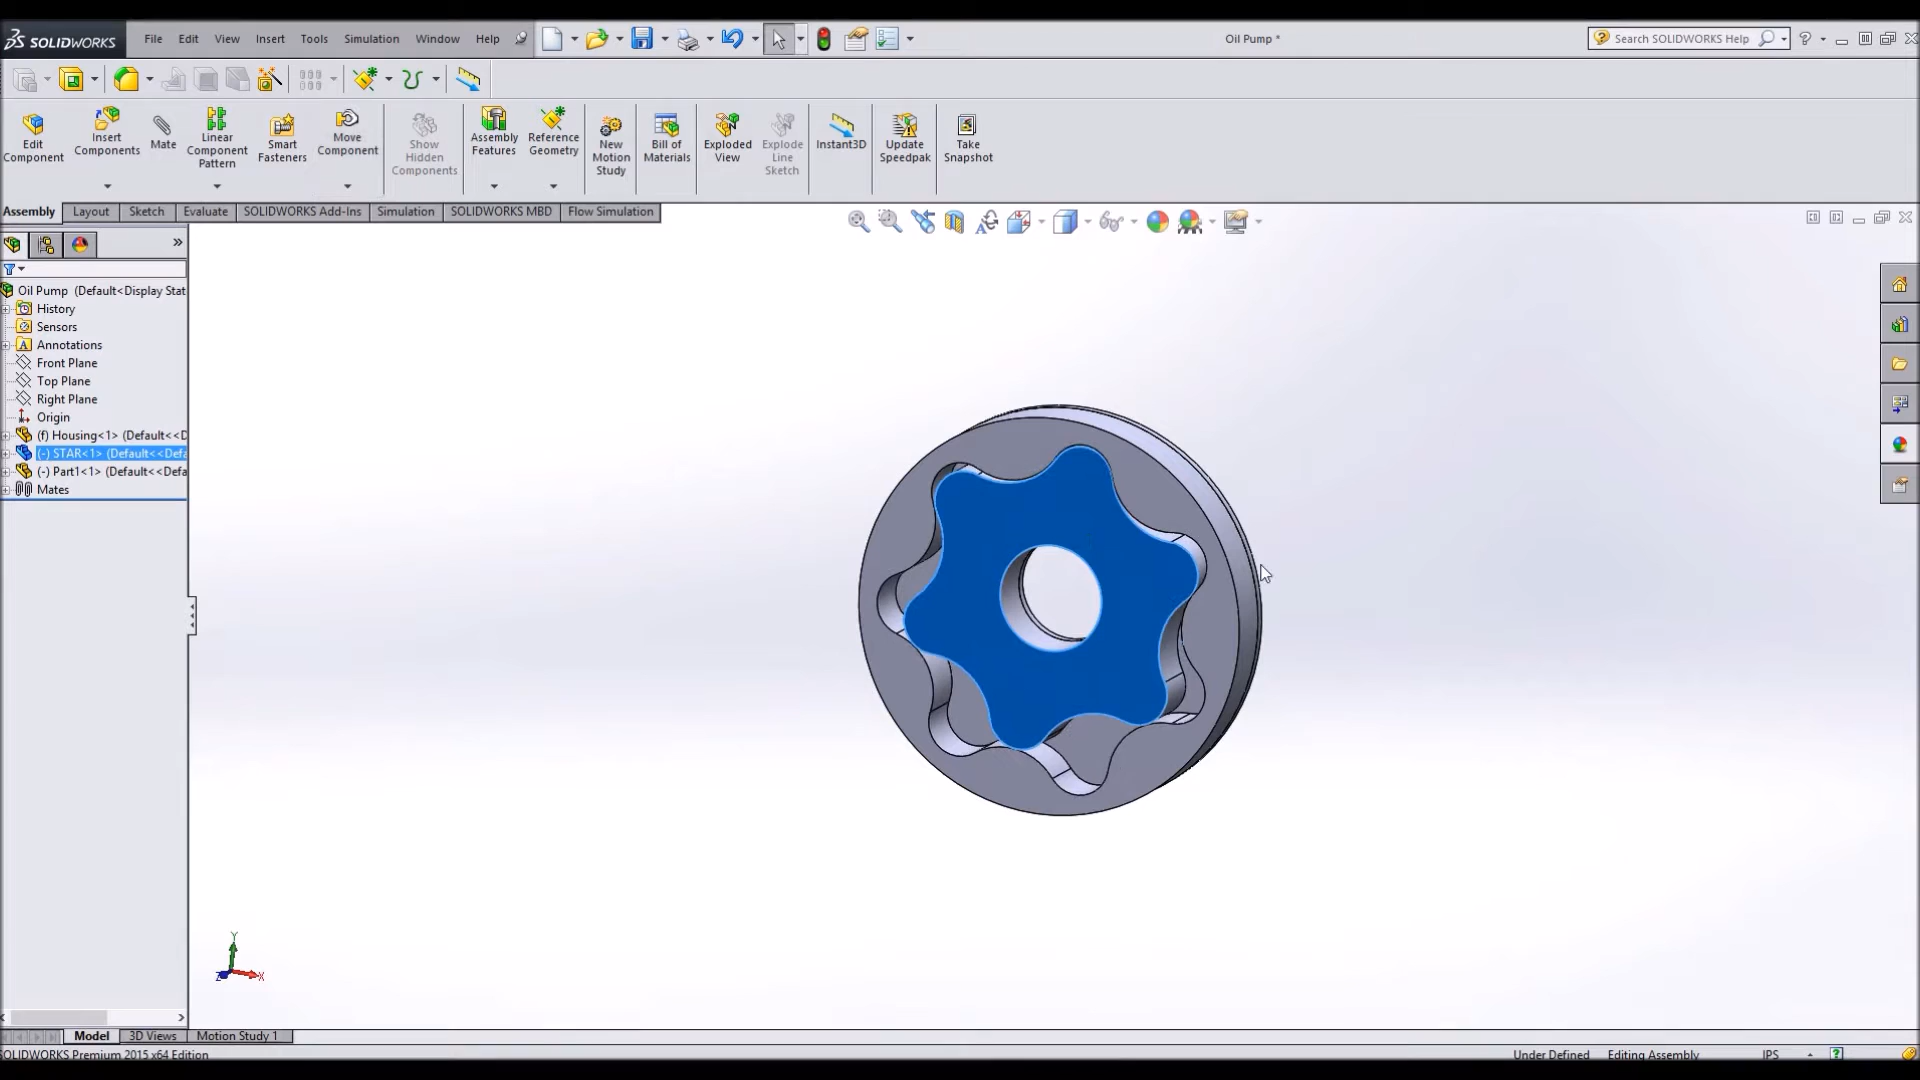 SOLIDWORKS File Edit View Insert Tools Simulation Window Help Oil Pump * Search SOLIDWORKS Help
Edit Component
Insert Components
Mate
Linear Component Pattern
Smart Fasteners
Move Component
Show Hidden Components
Assembly Features
Reference Geometry
New Motion Study
Bill of Materials
Exploded View
Explode Line Sketch
Instant3D
Update Speedpak
Take Snapshot
Assembly Layout Sketch Evaluate SOLIDWORKS Add-Ins Simulation SOLIDWORKS MBD Flow Simulation
Oil Pump (Default<Display Stat
History
Sensors
Annotations
Front Plane
Top Plane
Right Plane
Origin
(f) Housing<1> (Default<<D
(-) STAR<1> (Default<<Defa
(-) Part1<1> (Default<<Defa
Mates
Y
Z X
Model 3D Views Motion Study 1
SOLIDWORKS Premium 2015 x64 Edition Under Defined Editing Assembly IPS